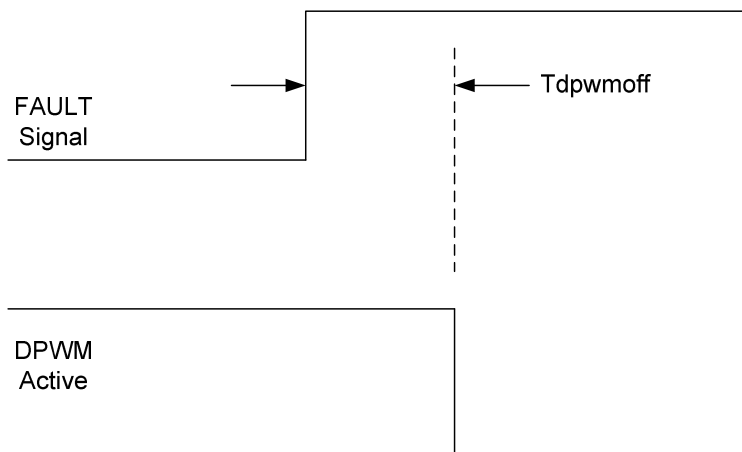 FAULT
Signal
Tdpwmoff
DPWM
Active